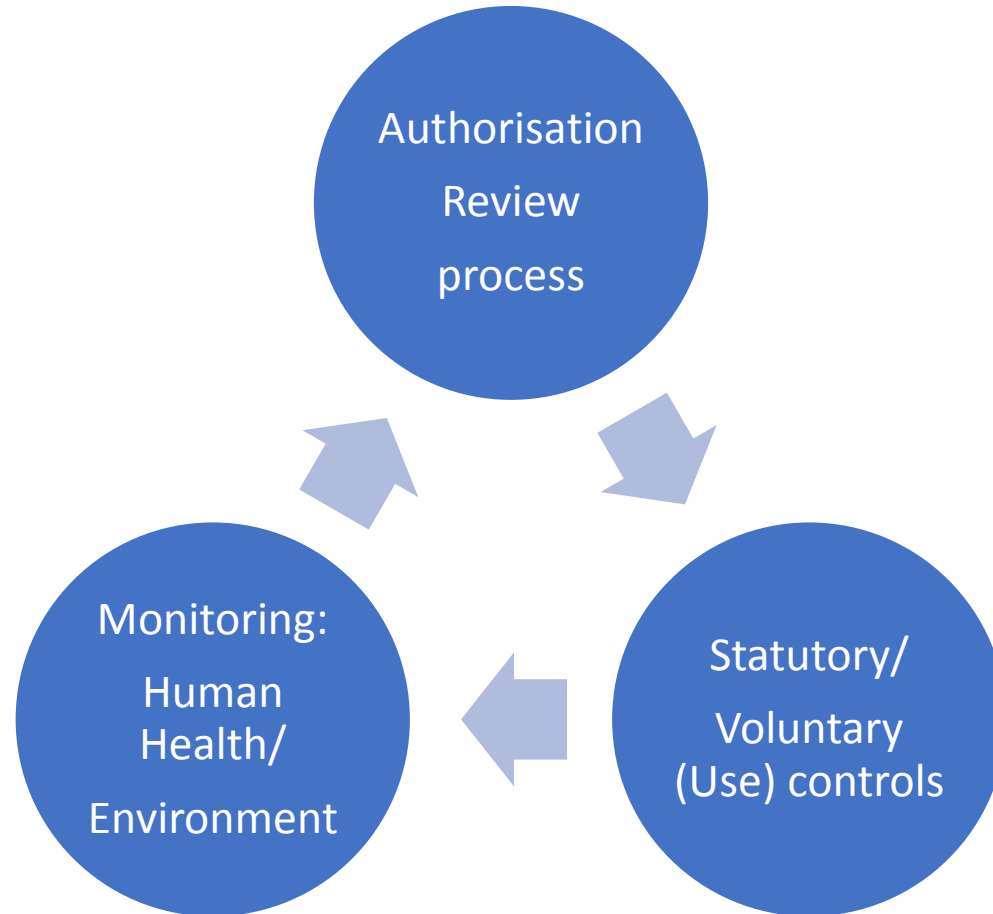 Authorisation
Review
process
Monitoring:
Human
Health/
Environment
Statutory/
Voluntary
(Use) controls